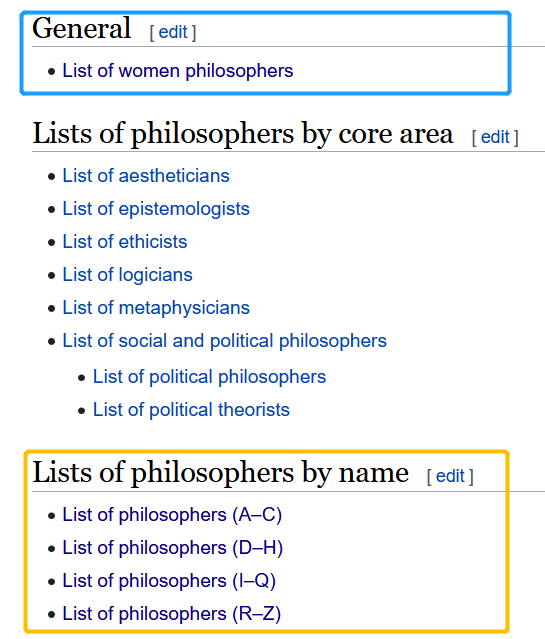 General [ edit ]
• List of women philosophers
Lists of philosophers by core area [ edit ]
• List of aestheticians
• List of epistemologists
• List of ethicists
• List of logicians
• List of metaphysicians
• List of social and political philosophers
• List of political philosophers
• List of political theorists
Lists of philosophers by name [ edit ]
• List of philosophers (A–C)
• List of philosophers (D–H)
• List of philosophers (I–Q)
• List of philosophers (R–Z)